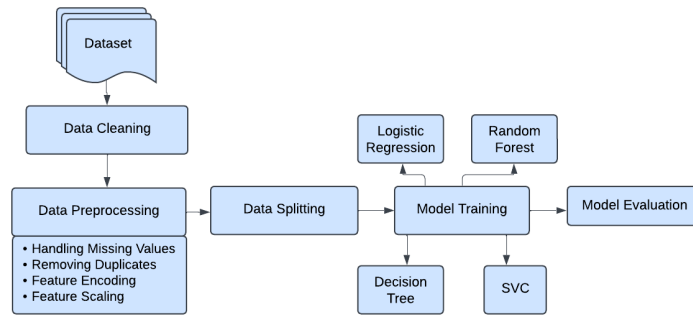 Dataset
Data Cleaning
Data Preprocessing
• Handling Missing Values
• Removing Duplicates
• Feature Encoding
• Feature Scaling
Data Splitting
Logistic
Regression
Random
Forest
Model Training
Decision
Tree
SVC
Model Evaluation